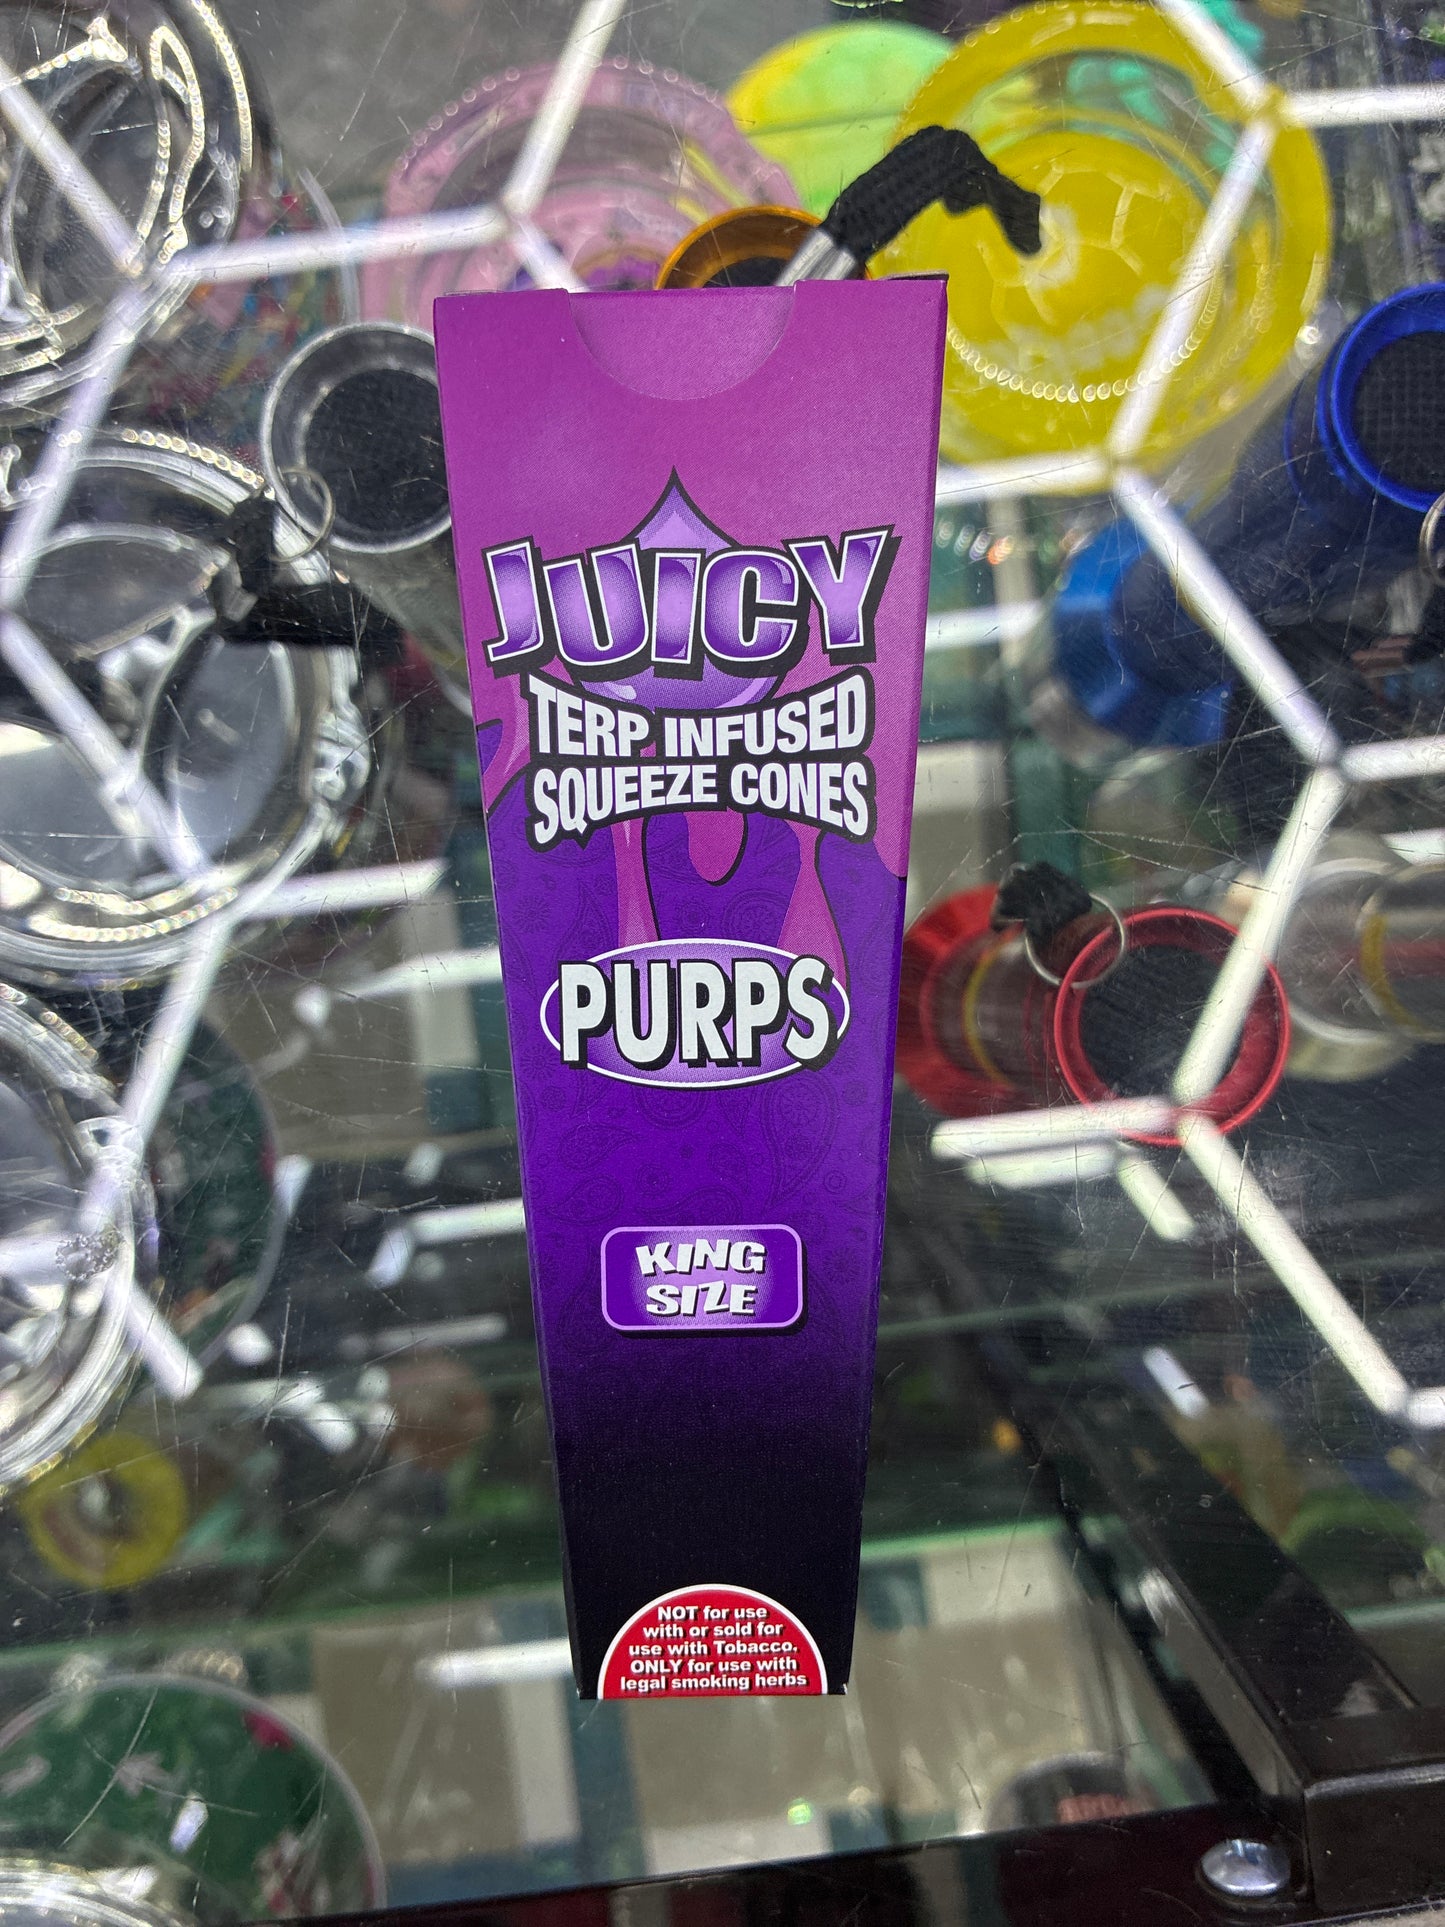 JUICY
TERP INFUSED
SQUEEZE CONES
PURPS
KING
SIZE
NOT for use
with or sold for
use with Tobacco.
ONLY for use with
legal smoking herbs